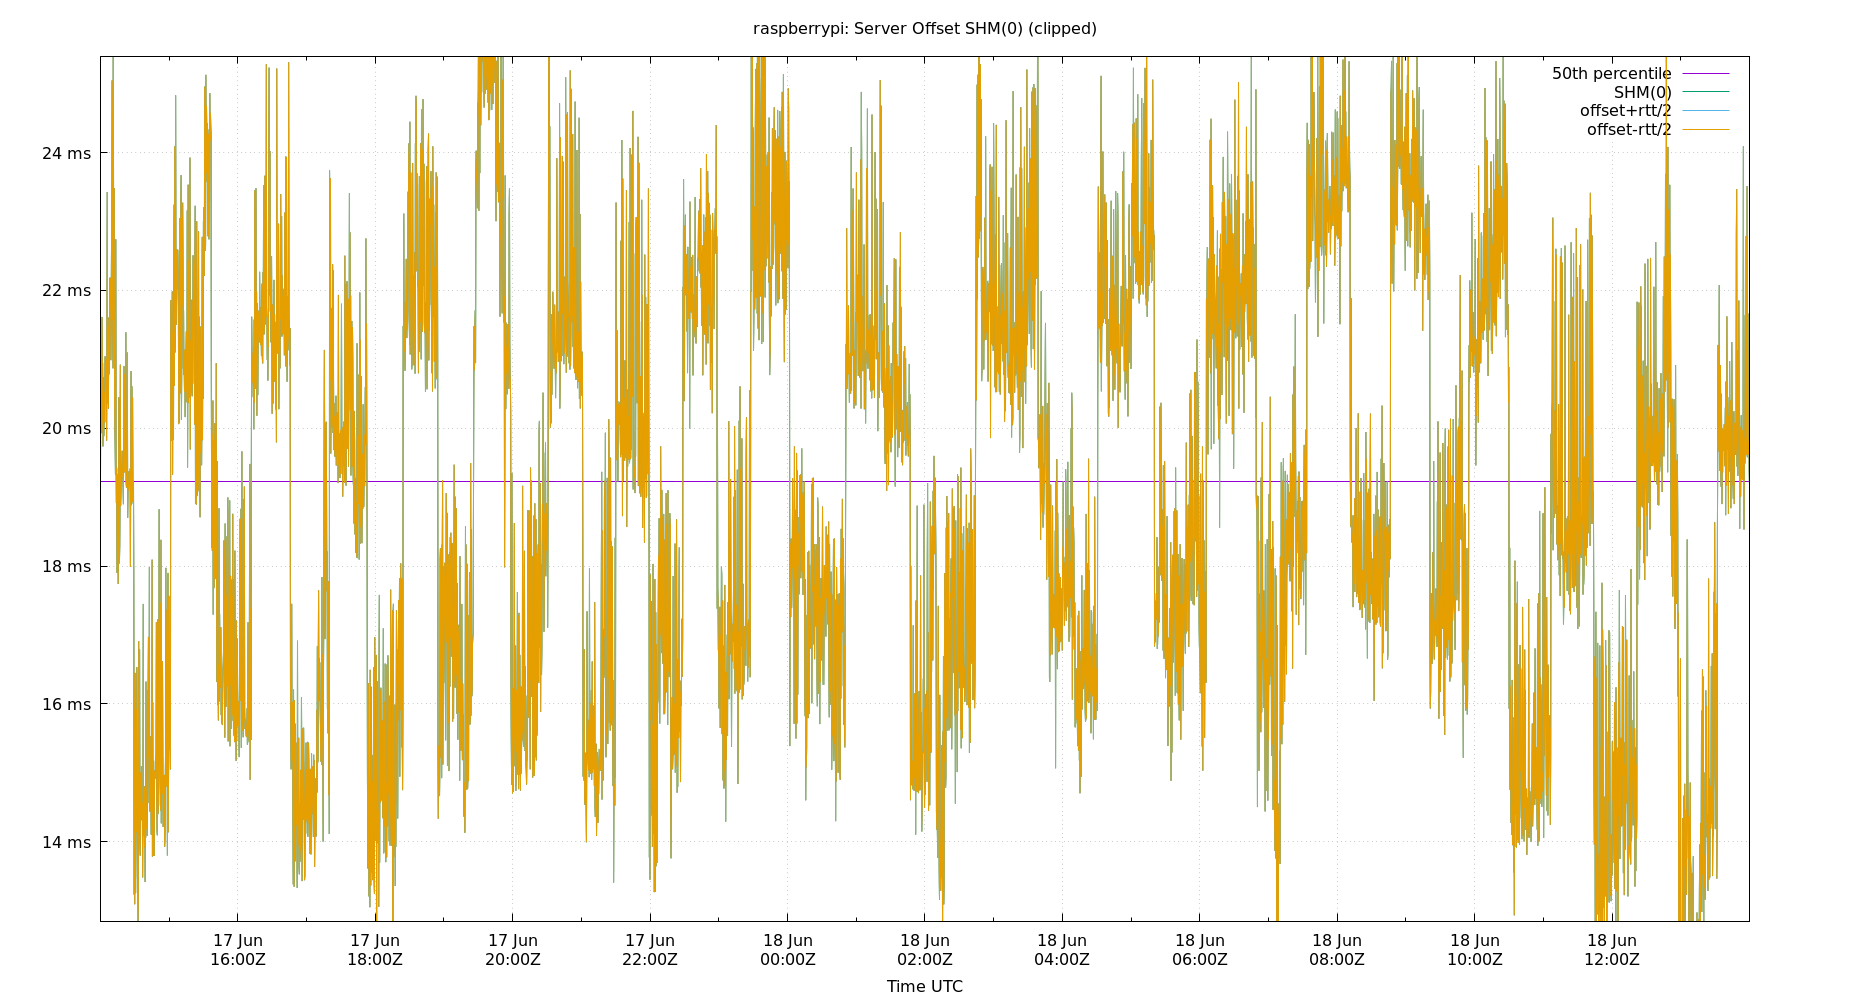 raspberrypi: Server Offset SHM(0) (clipped)
50th percentile
SHM(0)
offset+rtt/2
offset-rtt/2
24 ms
22 ms
20 ms
18 ms
16 ms
14 ms
17 Jun 17 Jun 17 Jun 17 Jun 18 Jun 18 Jun 18 Jun 18 Jun 18 Jun 18 Jun 18 Jun
16:00Z 18:00Z 20:00Z 22:00Z 00:00Z 02:00Z 04:00Z 06:00Z 08:00Z 10:00Z 12:00Z
Time UTC